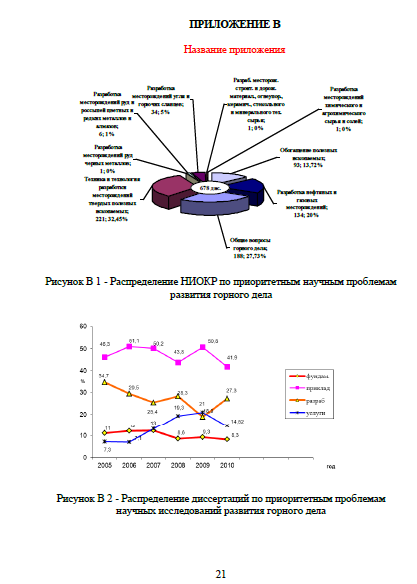 ПРИЛОЖЕНИЕ В
Название приложения
Разработка
месторождений руд и
россыпей цветных и
редких металлов и
алмазов;
6; 1%
Разработка
месторождений угля и
горючих сланцев;
34; 5%
Разраб. месторож.
строит. и дорож.
материал., огнеупор.,
керамич., стекольного
и минерального тех.
сырья;
1; 0%
Разработка
месторождений
химического и
агрохимического
сырья и солей;
1; 0%
Разработка
месторождений руд
черных металлов;
1; 0%
Техника и технология
разработки
месторождений
твердых полезных
ископаемых;
221; 32,45%
678 дис.
Обогащение полезных
ископаемых;
93; 13,72%
Разработка нефтяных и
газовых
месторождений;
134; 20%
Общие вопросы
горного дела;
188; 27,73%
Рисунок В 1 - Распределение НИОКР по приоритетным научным проблемам
развития горного дела
60
50
%
40
30
20
10
0
46,3
51,1
50,2
43,8
50,6
41,9
34,7
29,5
25,4
28,3
27,3
11
13
19,3
21
14,52
7,3
8,8
9,3
8,3
2005
2006
2007
2008
2009
2010
год
фундам.
приклад
разраб
услуги
Рисунок В 2 - Распределение диссертаций по приоритетным проблемам
научных исследований развития горного дела
21